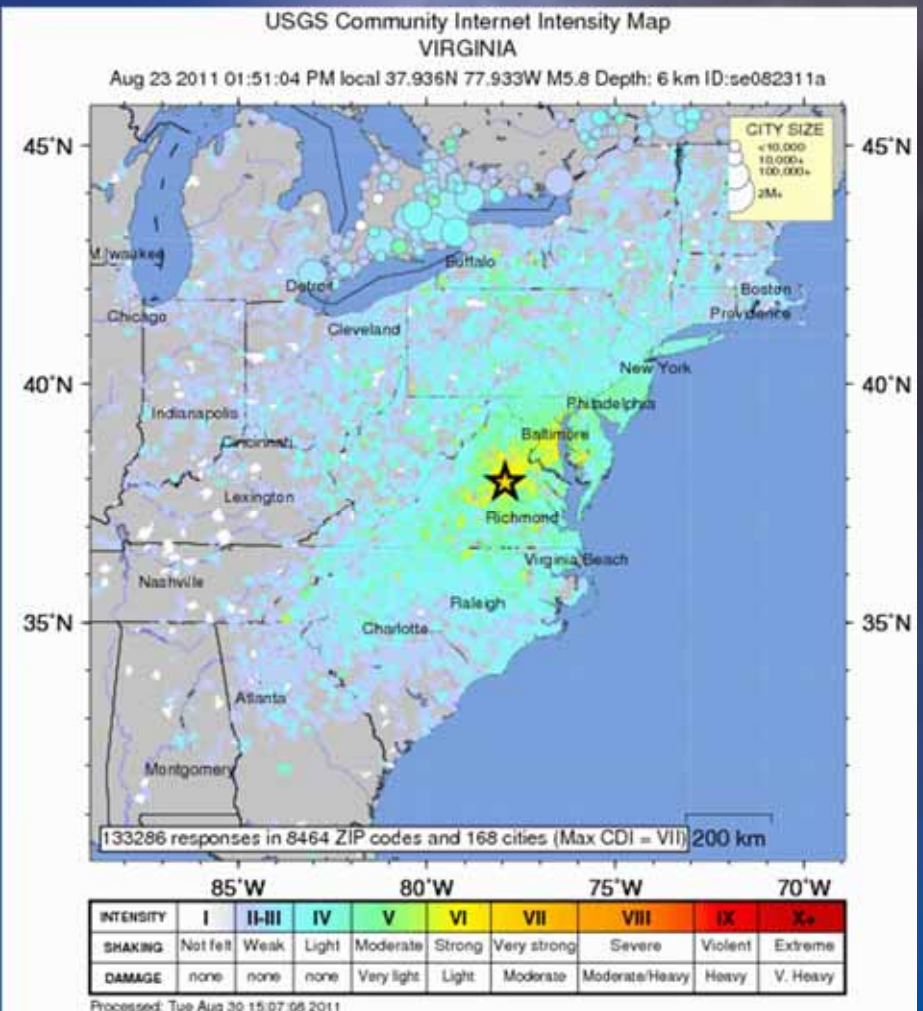 USGS Community Internet Intensity Map
VIRGINIA
Aug 23 2011 01:51:04 PM local 37.936N 77.933W M5.8 Depth: 6 km ID:se082311a
CITY SIZE
<10,000
10,000+
100,000+
2M+
45°N
45°N
Milwaukee
Buffalo
Detroit
Boston
Chicago
Providence
Cleveland
New York
40°N
40°N
Indianapolis
Philadelphia
Baltimore
Cincinnati
Lexington
Richmond
Virginia Beach
Nashville
Raleigh
35°N
35°N
Charlotte
Atlanta
Montgomery
133286 responses in 8464 ZIP codes and 168 cities (Max CDI = VII)
200 km
85°W 80°W 75°W 70°W
INTENSITY I II-III IV V VI VII VIII IX X+
SHAKING Not felt Weak Light Moderate Strong Very strong Severe Violent Extreme
DAMAGE none none none Very light Light Moderate Moderate/Heavy Heavy V. Heavy
Processed: Tue Aug 30 15:07:08 2011